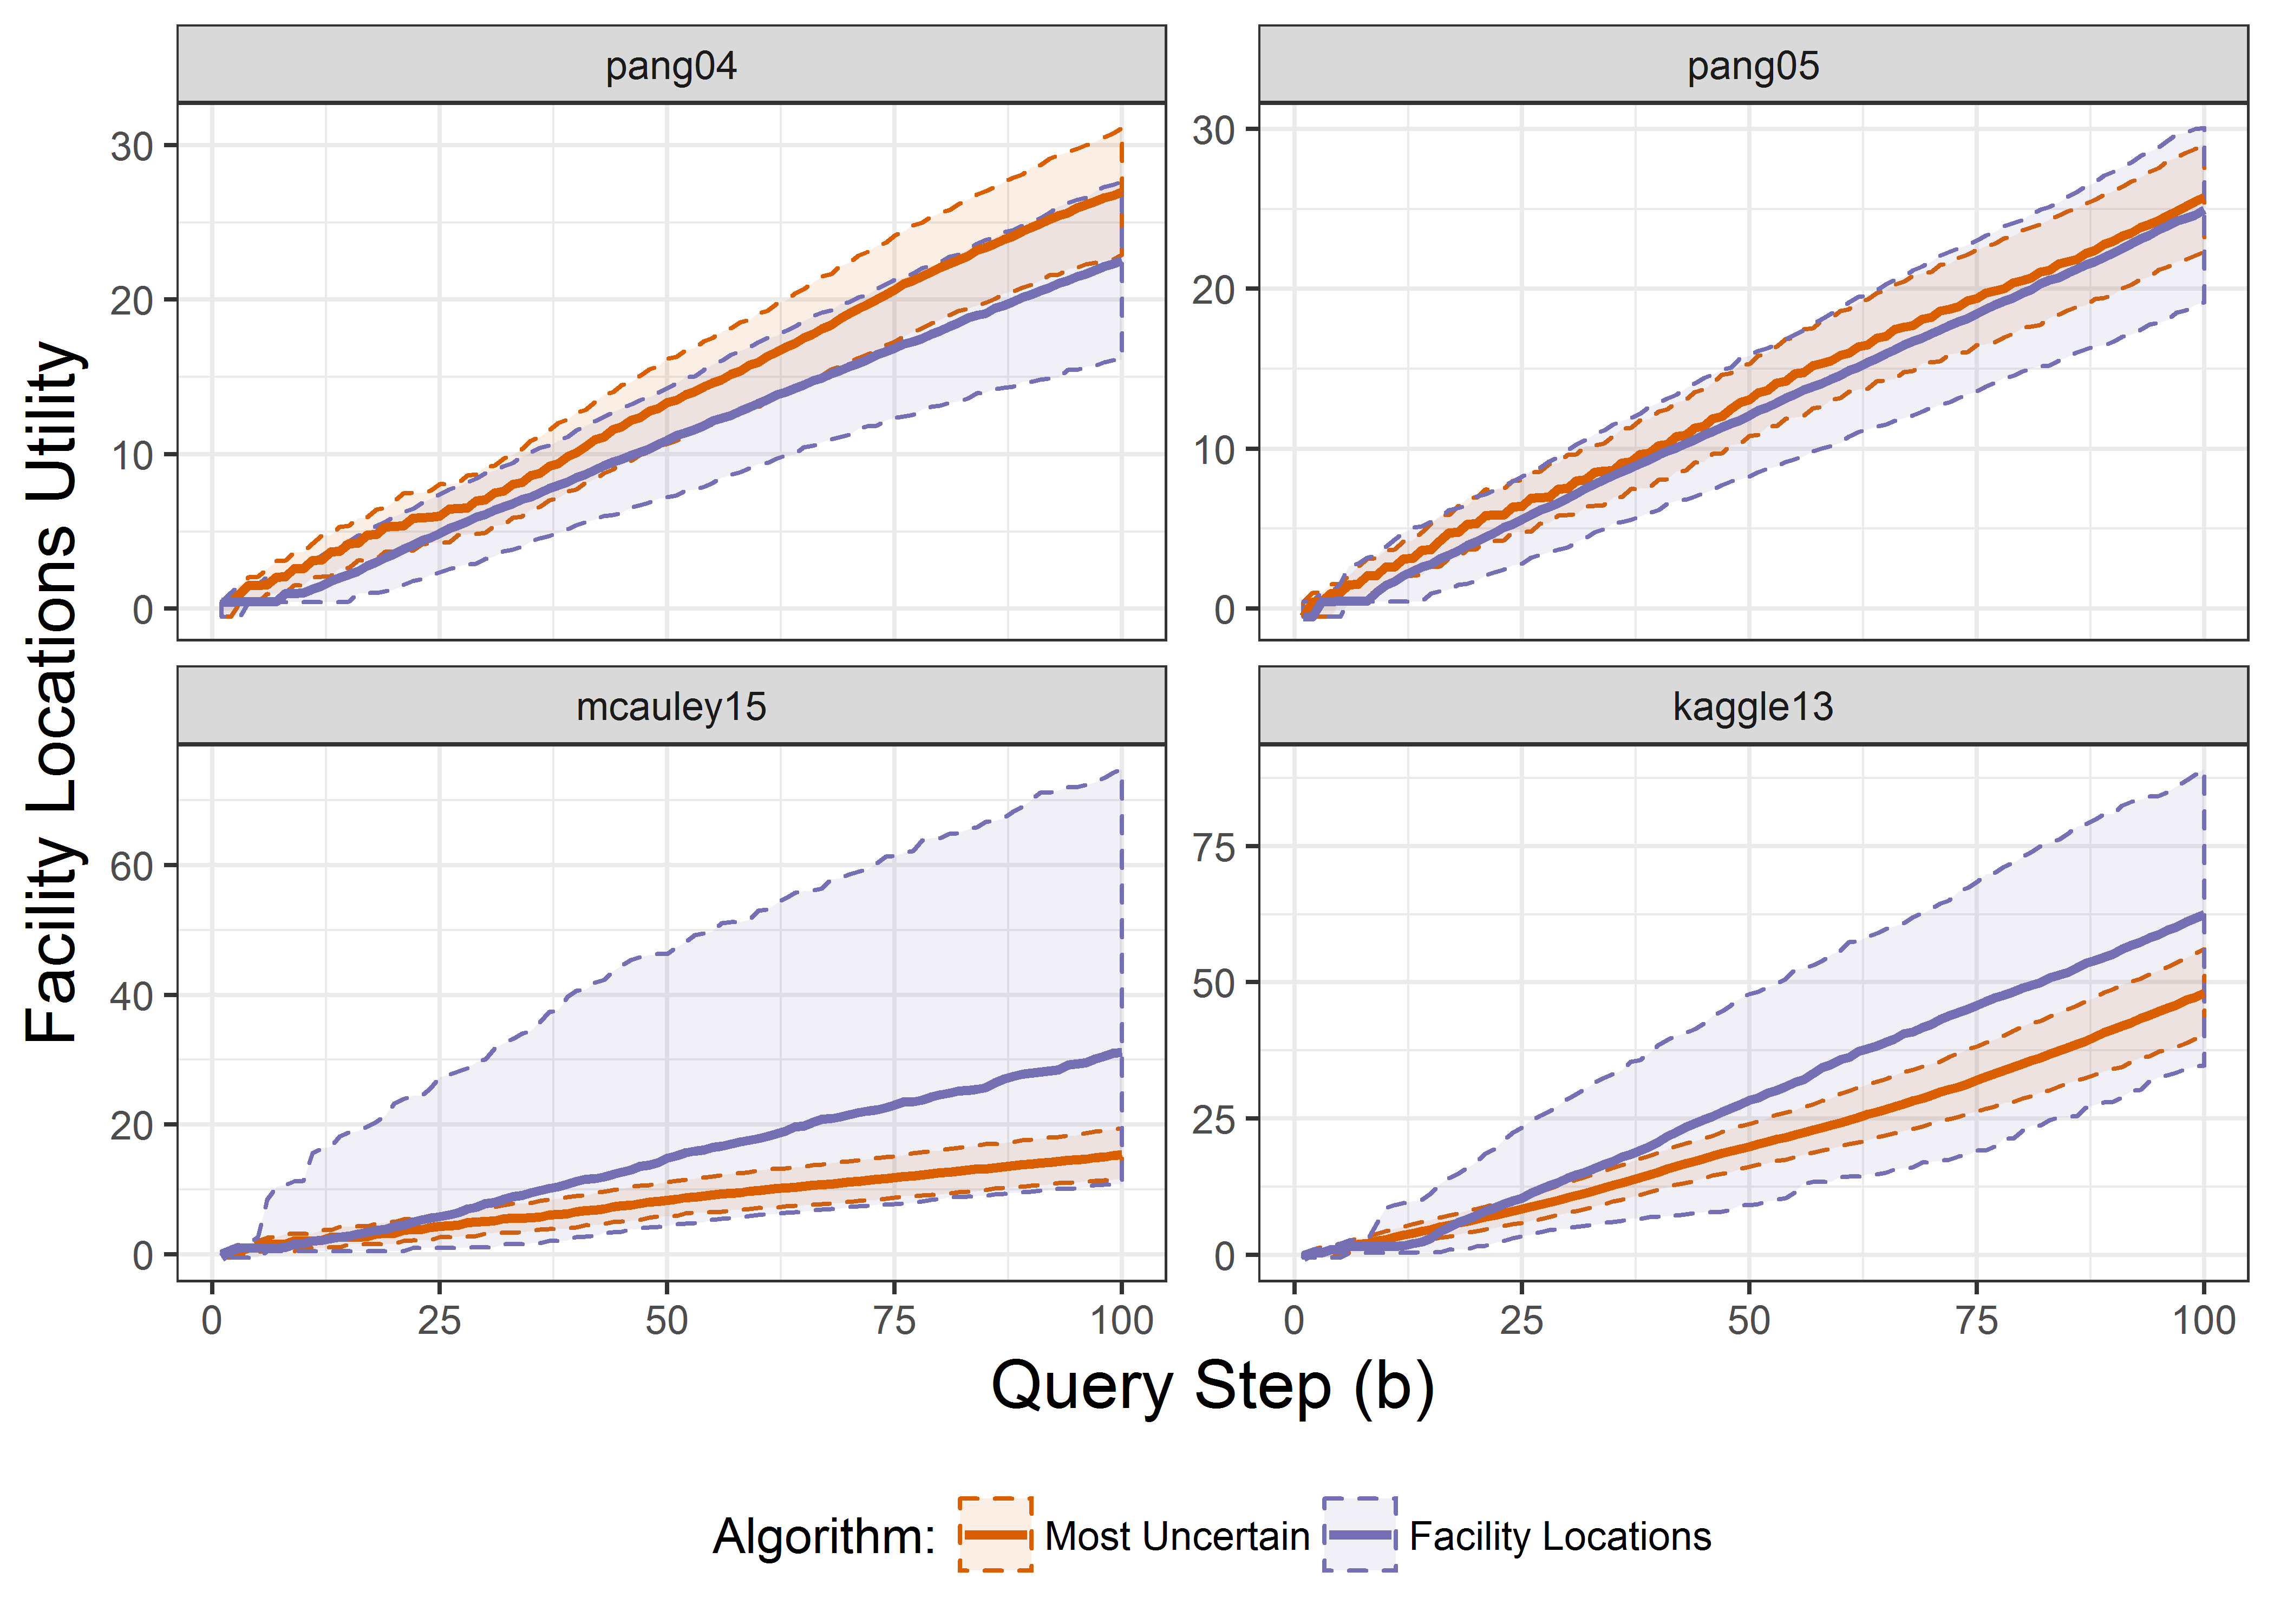 pang04
pang05
30
20
10
0
30
20
10
0
Facility Locations Utility
mcauley15
kaggle13
60
40
20
0
75
50
25
0
0 25 50 75 100
0 25 50 75 100
Query Step (b)
Algorithm: Most Uncertain Facility Locations